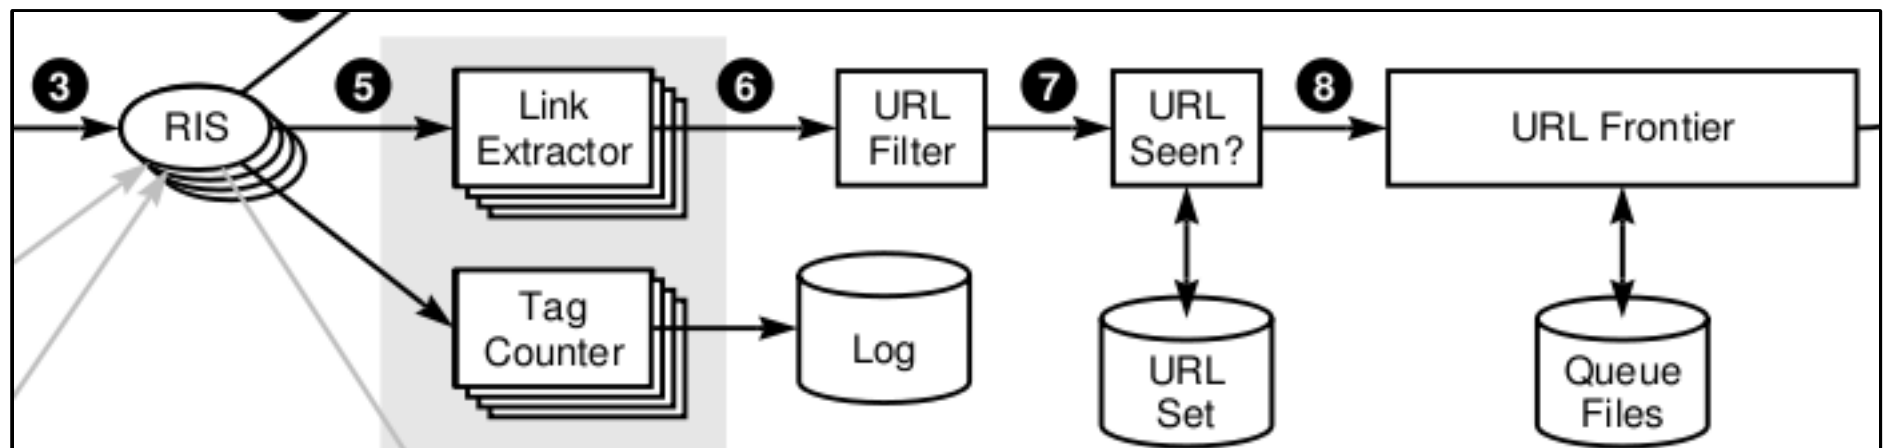 3
RIS
5
Link
Extractor
6
URL
Filter
7
URL
Seen?
8
URL Frontier
Tag
Counter
Log
URL
Set
Queue
Files